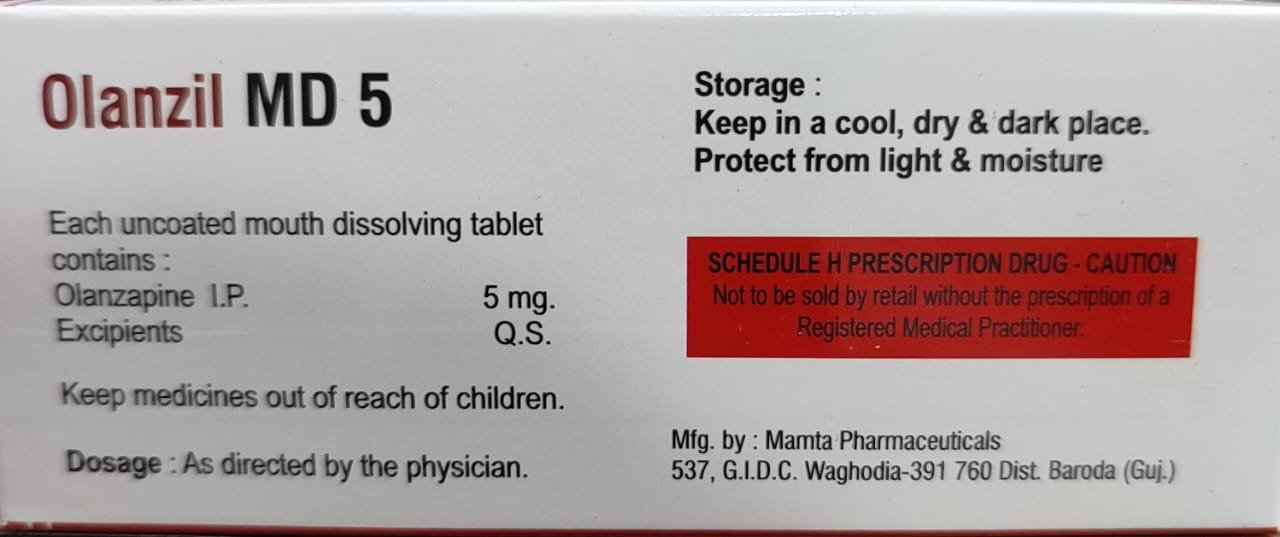 Olanzil MD 5
Each uncoated mouth dissolving tablet
contains :
Olanzapine I.P. 5 mg.
Excipients Q.S.
Keep medicines out of reach of children.
Dosage : As directed by the physician.
Storage :
Keep in a cool, dry & dark place.
Protect from light & moisture
SCHEDULE H PRESCRIPTION DRUG - CAUTION
Not to be sold by retail without the prescription of a
Registered Medical Practitioner.
Mfg. by : Mamta Pharmaceuticals
537, G.I.D.C. Waghodia-391 760 Dist. Baroda (Guj.)